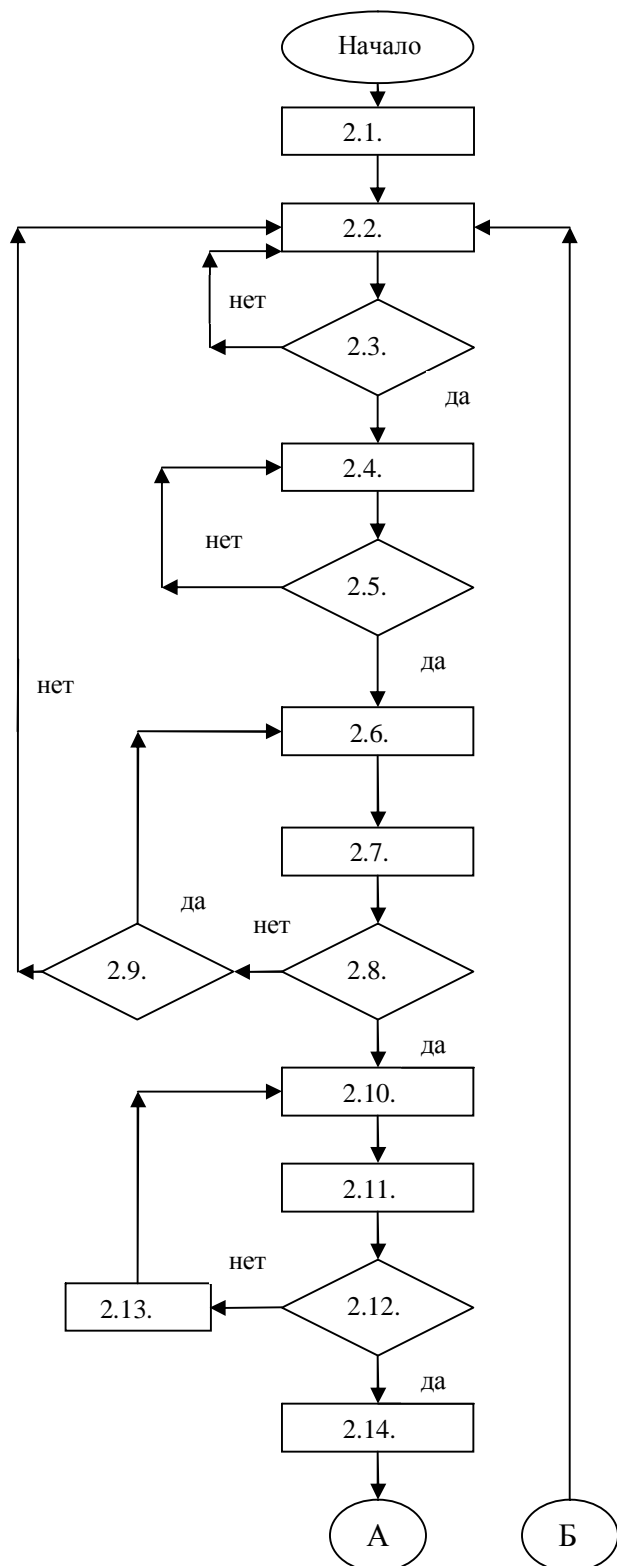 Начало
2.1.
2.2.
нет
2.3.
да
2.4.
нет
2.5.
да
нет
2.6.
2.7.
да
нет
2.9.
2.8.
да
2.10.
2.11.
нет
2.13.
2.12.
да
2.14.
А
Б